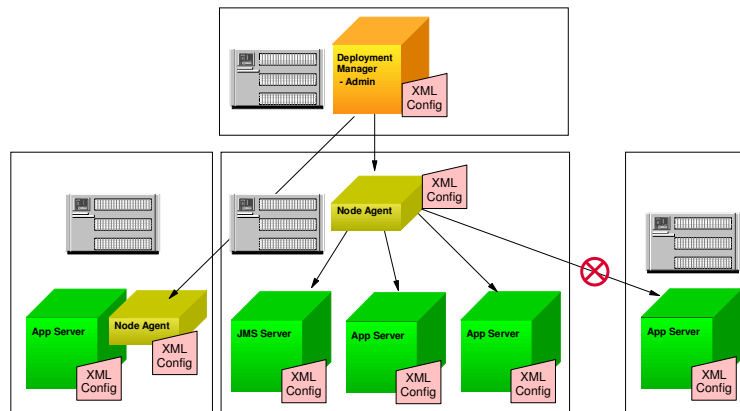 Deployment
Manager
- Admin
XML
Config
XML
Config
Node Agent
App Server
Node Agent
XML
Config
XML
Config
JMS Server
XML
Config
App Server
XML
Config
App Server
XML
Config
App Server
XML
Config